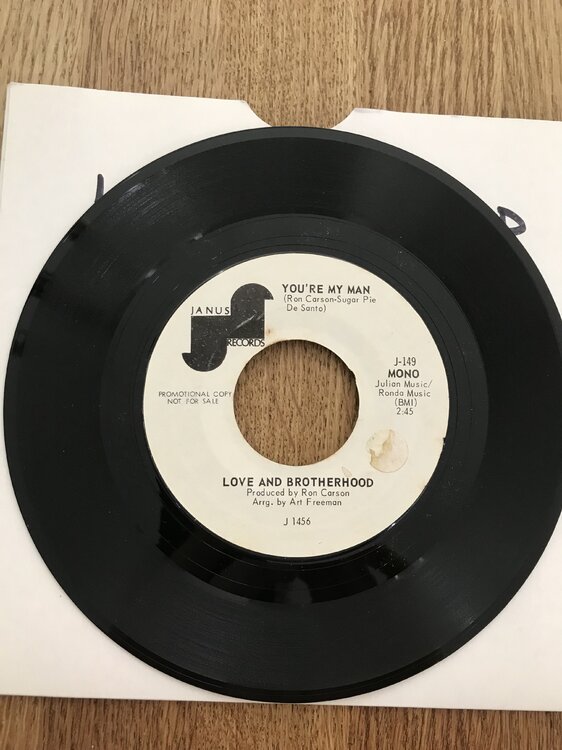 YOU'RE MY MAN
(Ron Carson-Sugar Pie
De Santo)
JANUS
RECORDS
J-149
MONO
Julian Music/
Ronda Music
(BMI)
2:45
PROMOTIONAL COPY
NOT FOR SALE
LOVE AND BROTHERHOOD
Produced by Ron Carson
Arrg. by Art Freeman
J 1456